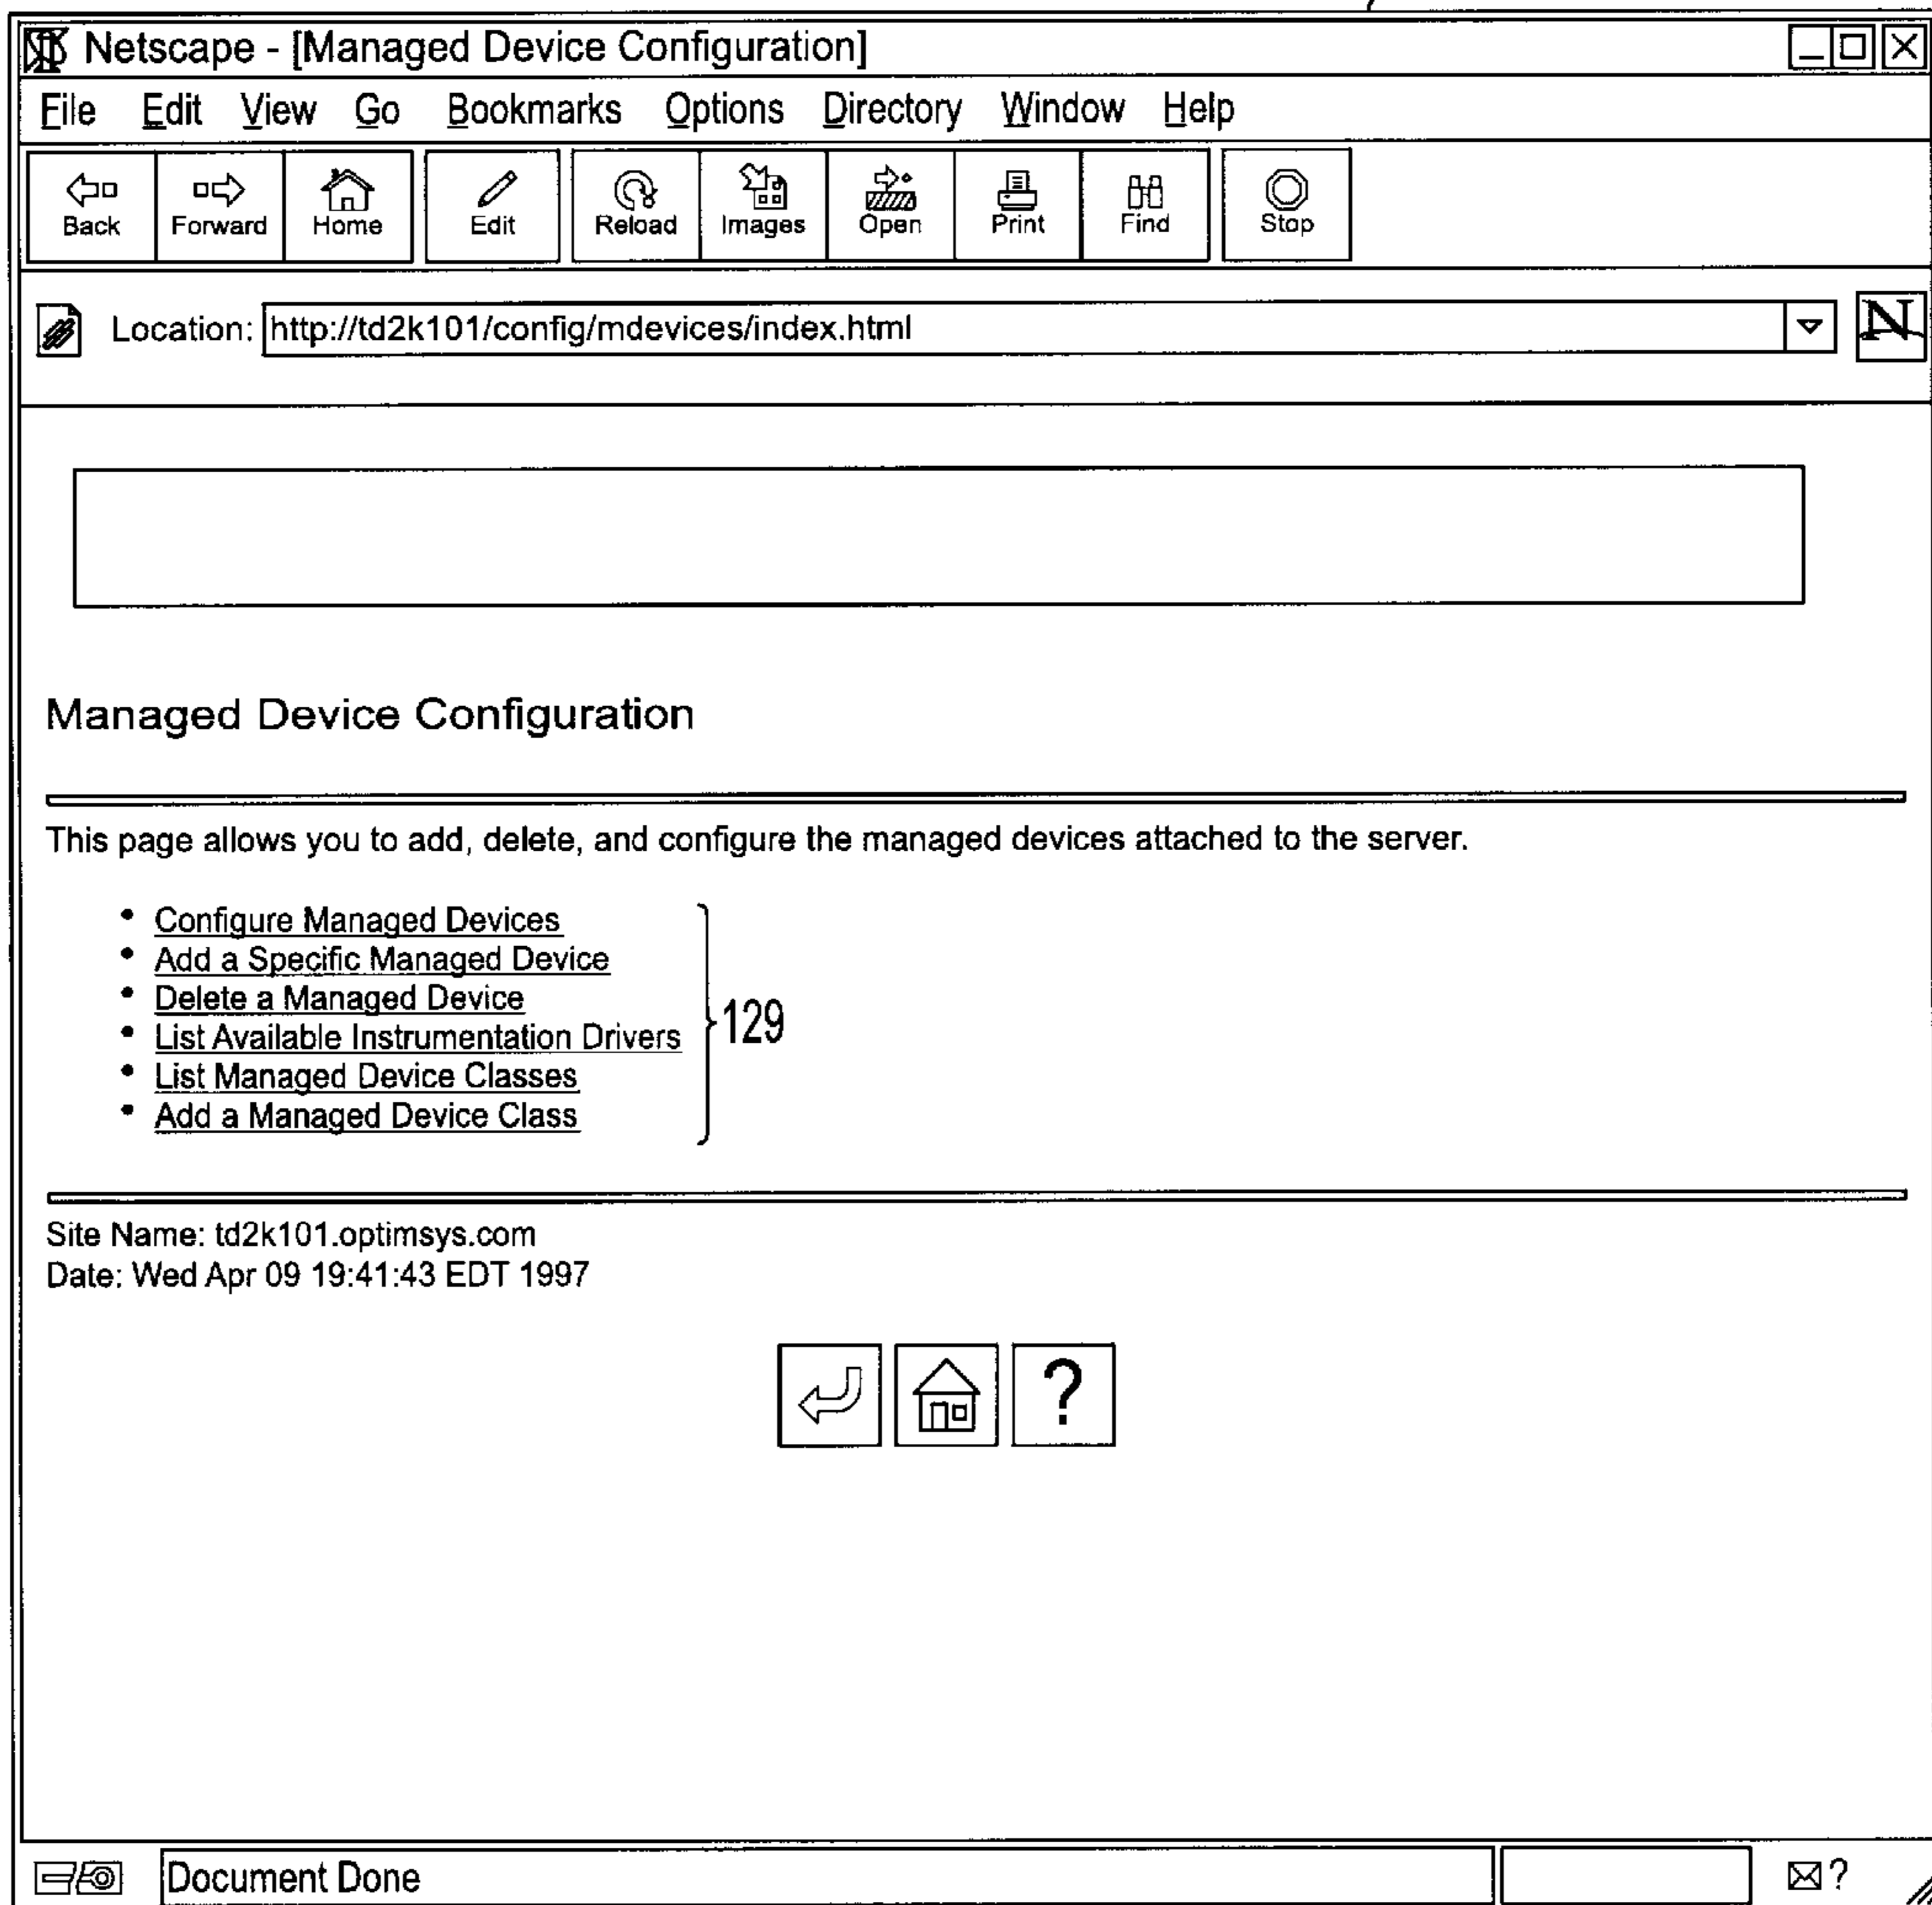 Netscape - [Managed Device Configuration]
File Edit View Go Bookmarks Options Directory Window Help
Back Forward Home Edit Reload Images Open Print Find Stop
Location: http://td2k101/config/mdevices/index.html N
Managed Device Configuration
This page allows you to add, delete, and configure the managed devices attached to the server.
• Configure Managed Devices
• Add a Specific Managed Device
• Delete a Managed Device
• List Available Instrumentation Drivers
• List Managed Device Classes
• Add a Managed Device Class
129
Site Name: td2k101.optimsys.com
Date: Wed Apr 09 19:41:43 EDT 1997
?
Document Done ?